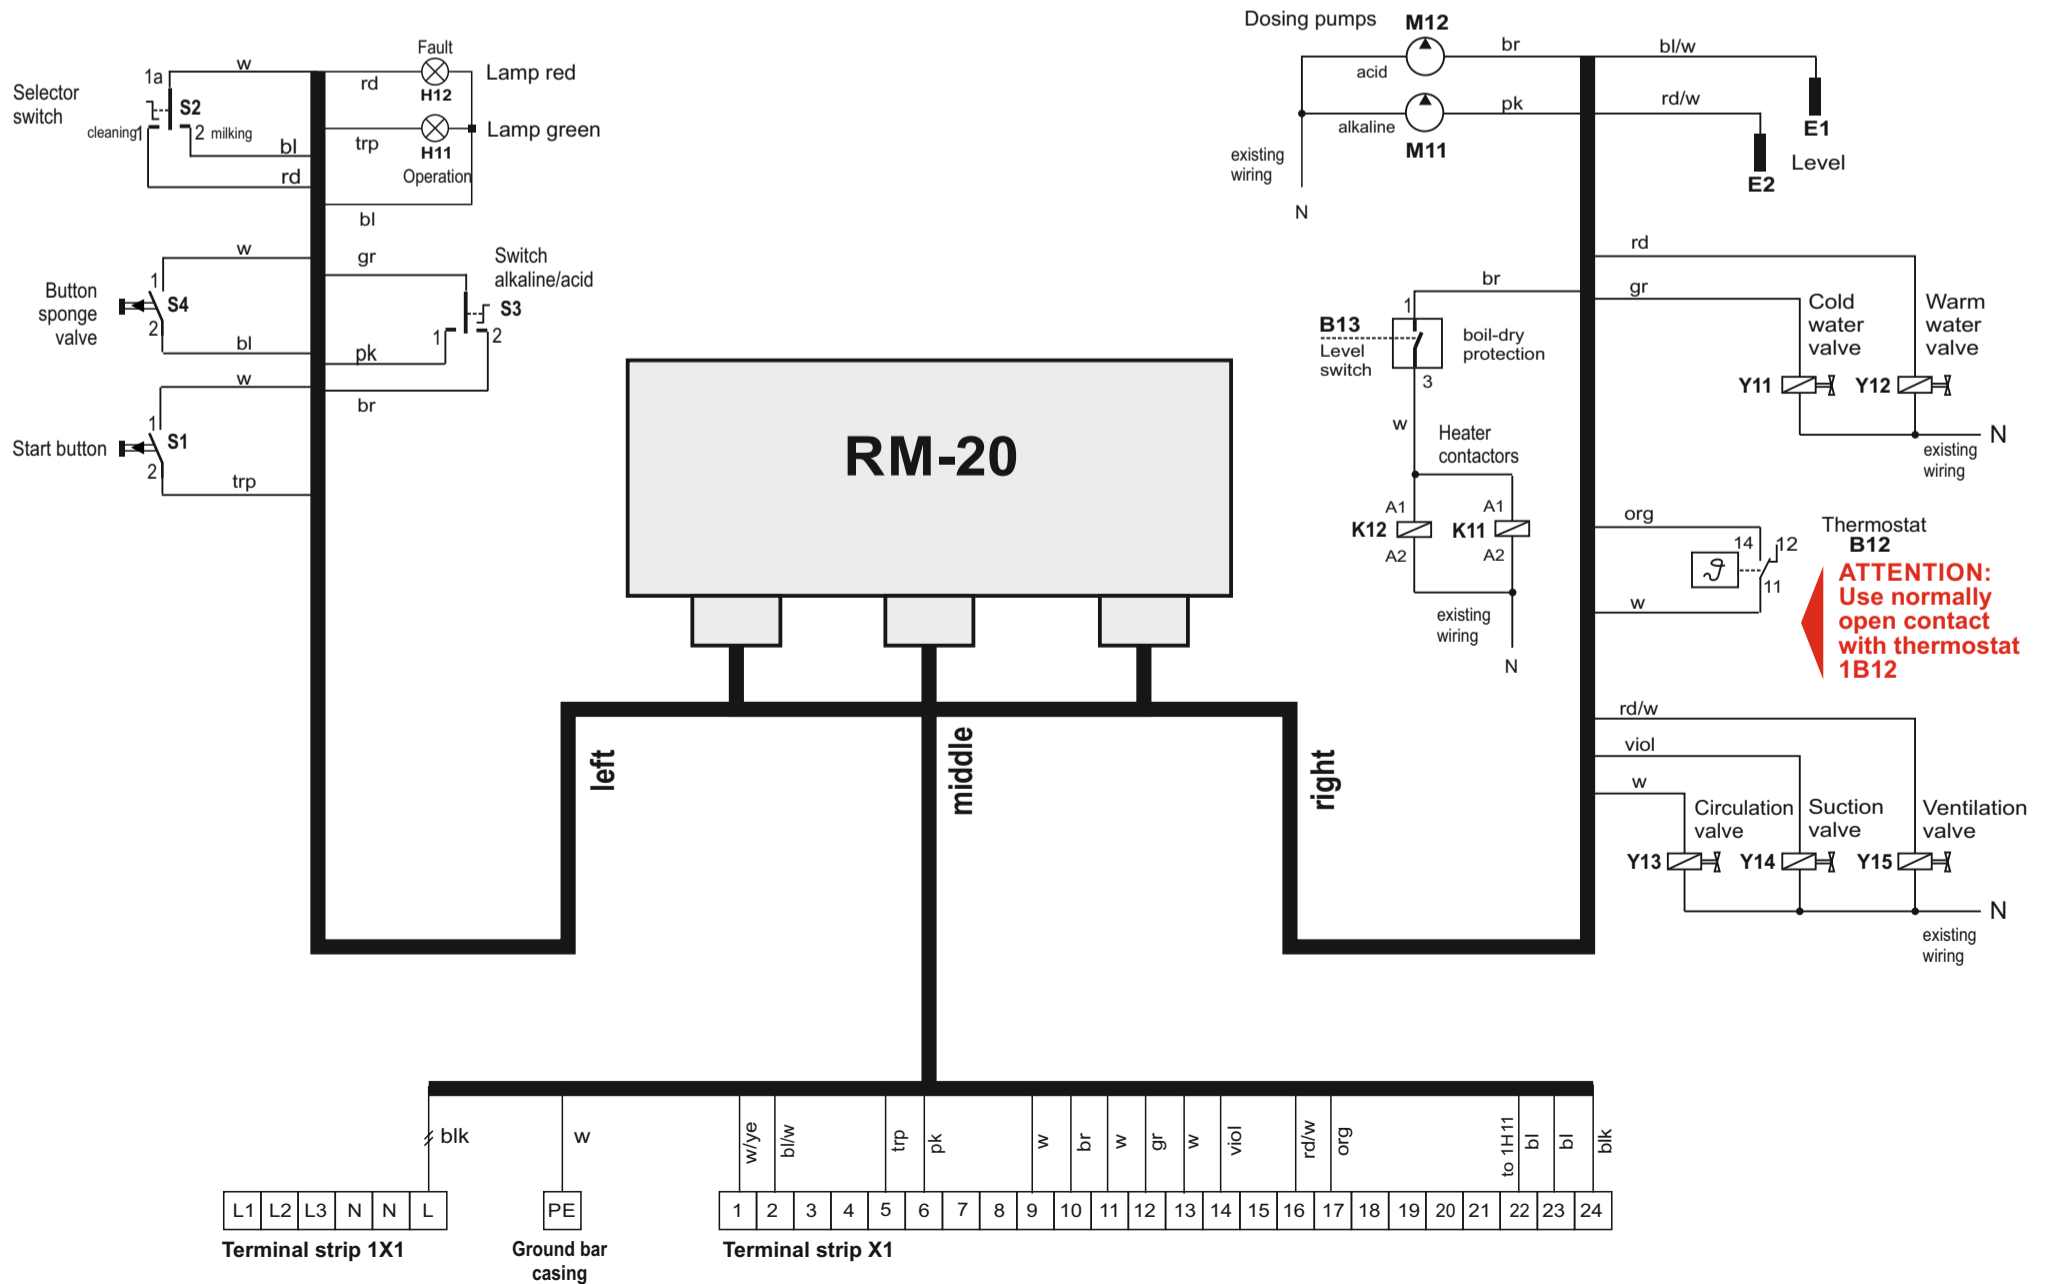 Selector
switch
1a
w
S2
cleaning
1
2
milking
bl
rd
Fault
rd
H12
Lamp red
trp
H11
Lamp green
Operation
bl
w
Button
sponge
valve
1
2
S4
bl
gr
Switch
alkaline/acid
S3
1
2
pk
br
w
Start button
1
2
S1
trp
RM-20
left
middle
right
Dosing pumps
M12
acid
br
bl/w
alkaline
M11
pk
rd/w
E1
E2
Level
existing
wiring
N
br
1
B13
Level
switch
boil-dry
protection
3
w
Heater
contactors
A1
K12
A2
A1
K11
A2
existing
wiring
N
rd
gr
Cold
water
valve
Warm
water
valve
Y11
Y12
N
existing
wiring
org
14
12
11
w
Thermostat
B12
ATTENTION:
Use normally
open contact
with thermostat
1B12
rd/w
viol
w
Circulation
valve
Suction
valve
Ventilation
valve
Y13
Y14
Y15
N
existing
wiring
blk
w
w/ye
bl/w
trp
pk
w
br
w
gr
w
viol
rd/w
org
to 1H11
bl
bl
blk
L1 L2 L3 N N L
PE
1 2 3 4 5 6 7 8 9 10 11 12 13 14 15 16 17 18 19 20 21 22 23 24
Terminal strip 1X1
Ground bar
casing
Terminal strip X1